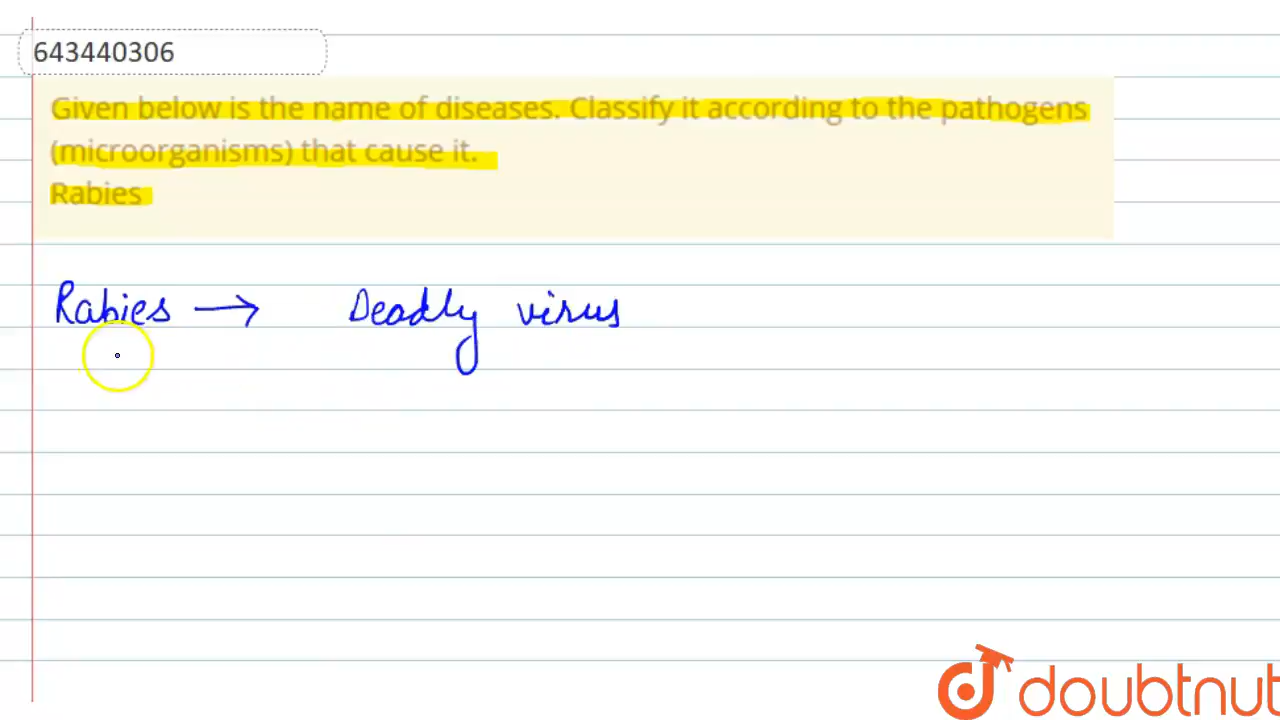 643440306
Given below is the name of diseases. Classify it according to the pathogens
(microorganisms) that cause it.
Rabies
Rabies → Deadly virus
doubtnut